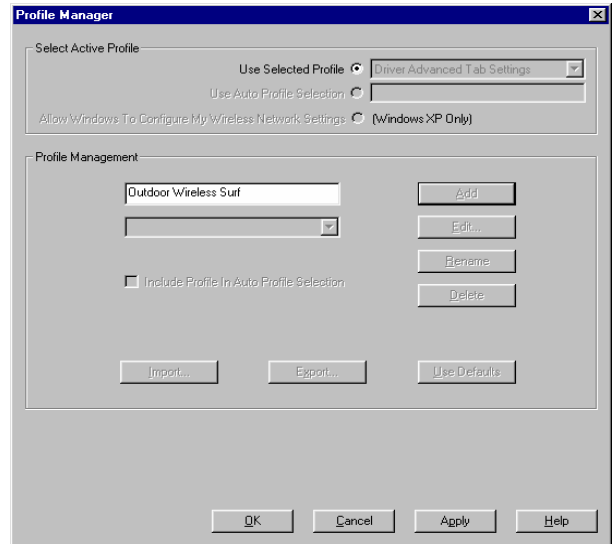 Profile Manager
Select Active Profile
Use Selected Profile
Driver Advanced Tab Settings
Use Auto Profile Selection
Allow Windows To Configure My Wireless Network Settings
(Windows XP Only)
Profile Management
Outdoor Wireless Surf
Add
Edit...
Rename
Include Profile In Auto Profile Selection
Delete
Import...
Export...
Use Defaults
OK
Cancel
Apply
Help